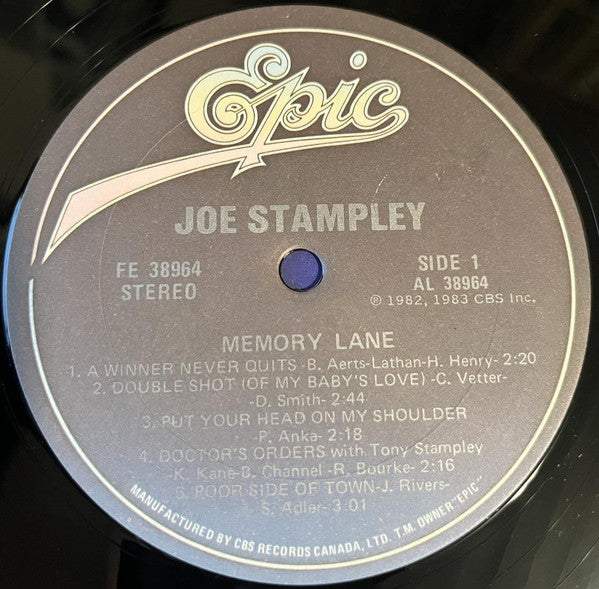 Epic
JOE STAMPLEY
FE 38964
STEREO
SIDE 1
AL 38964
℗ 1982, 1983 CBS Inc.
MEMORY LANE
1. A WINNER NEVER QUITS -B. Aerts-Lathan-H. Henry- 2:20
2. DOUBLE SHOT (OF MY BABY'S LOVE) -C. Vetter-
D. Smith- 2:44
3. PUT YOUR HEAD ON MY SHOULDER
P. Anka- 2:18
4. DOCTOR'S ORDERS with Tony Stampley
K. Kane-B. Channel -R. Bourke- 2:16
5. POOR SIDE OF TOWN-J. Rivers-
S. Adler- 3:01
MANUFACTURED BY CBS RECORDS CANADA, LTD. T.M. OWNER "EPIC"